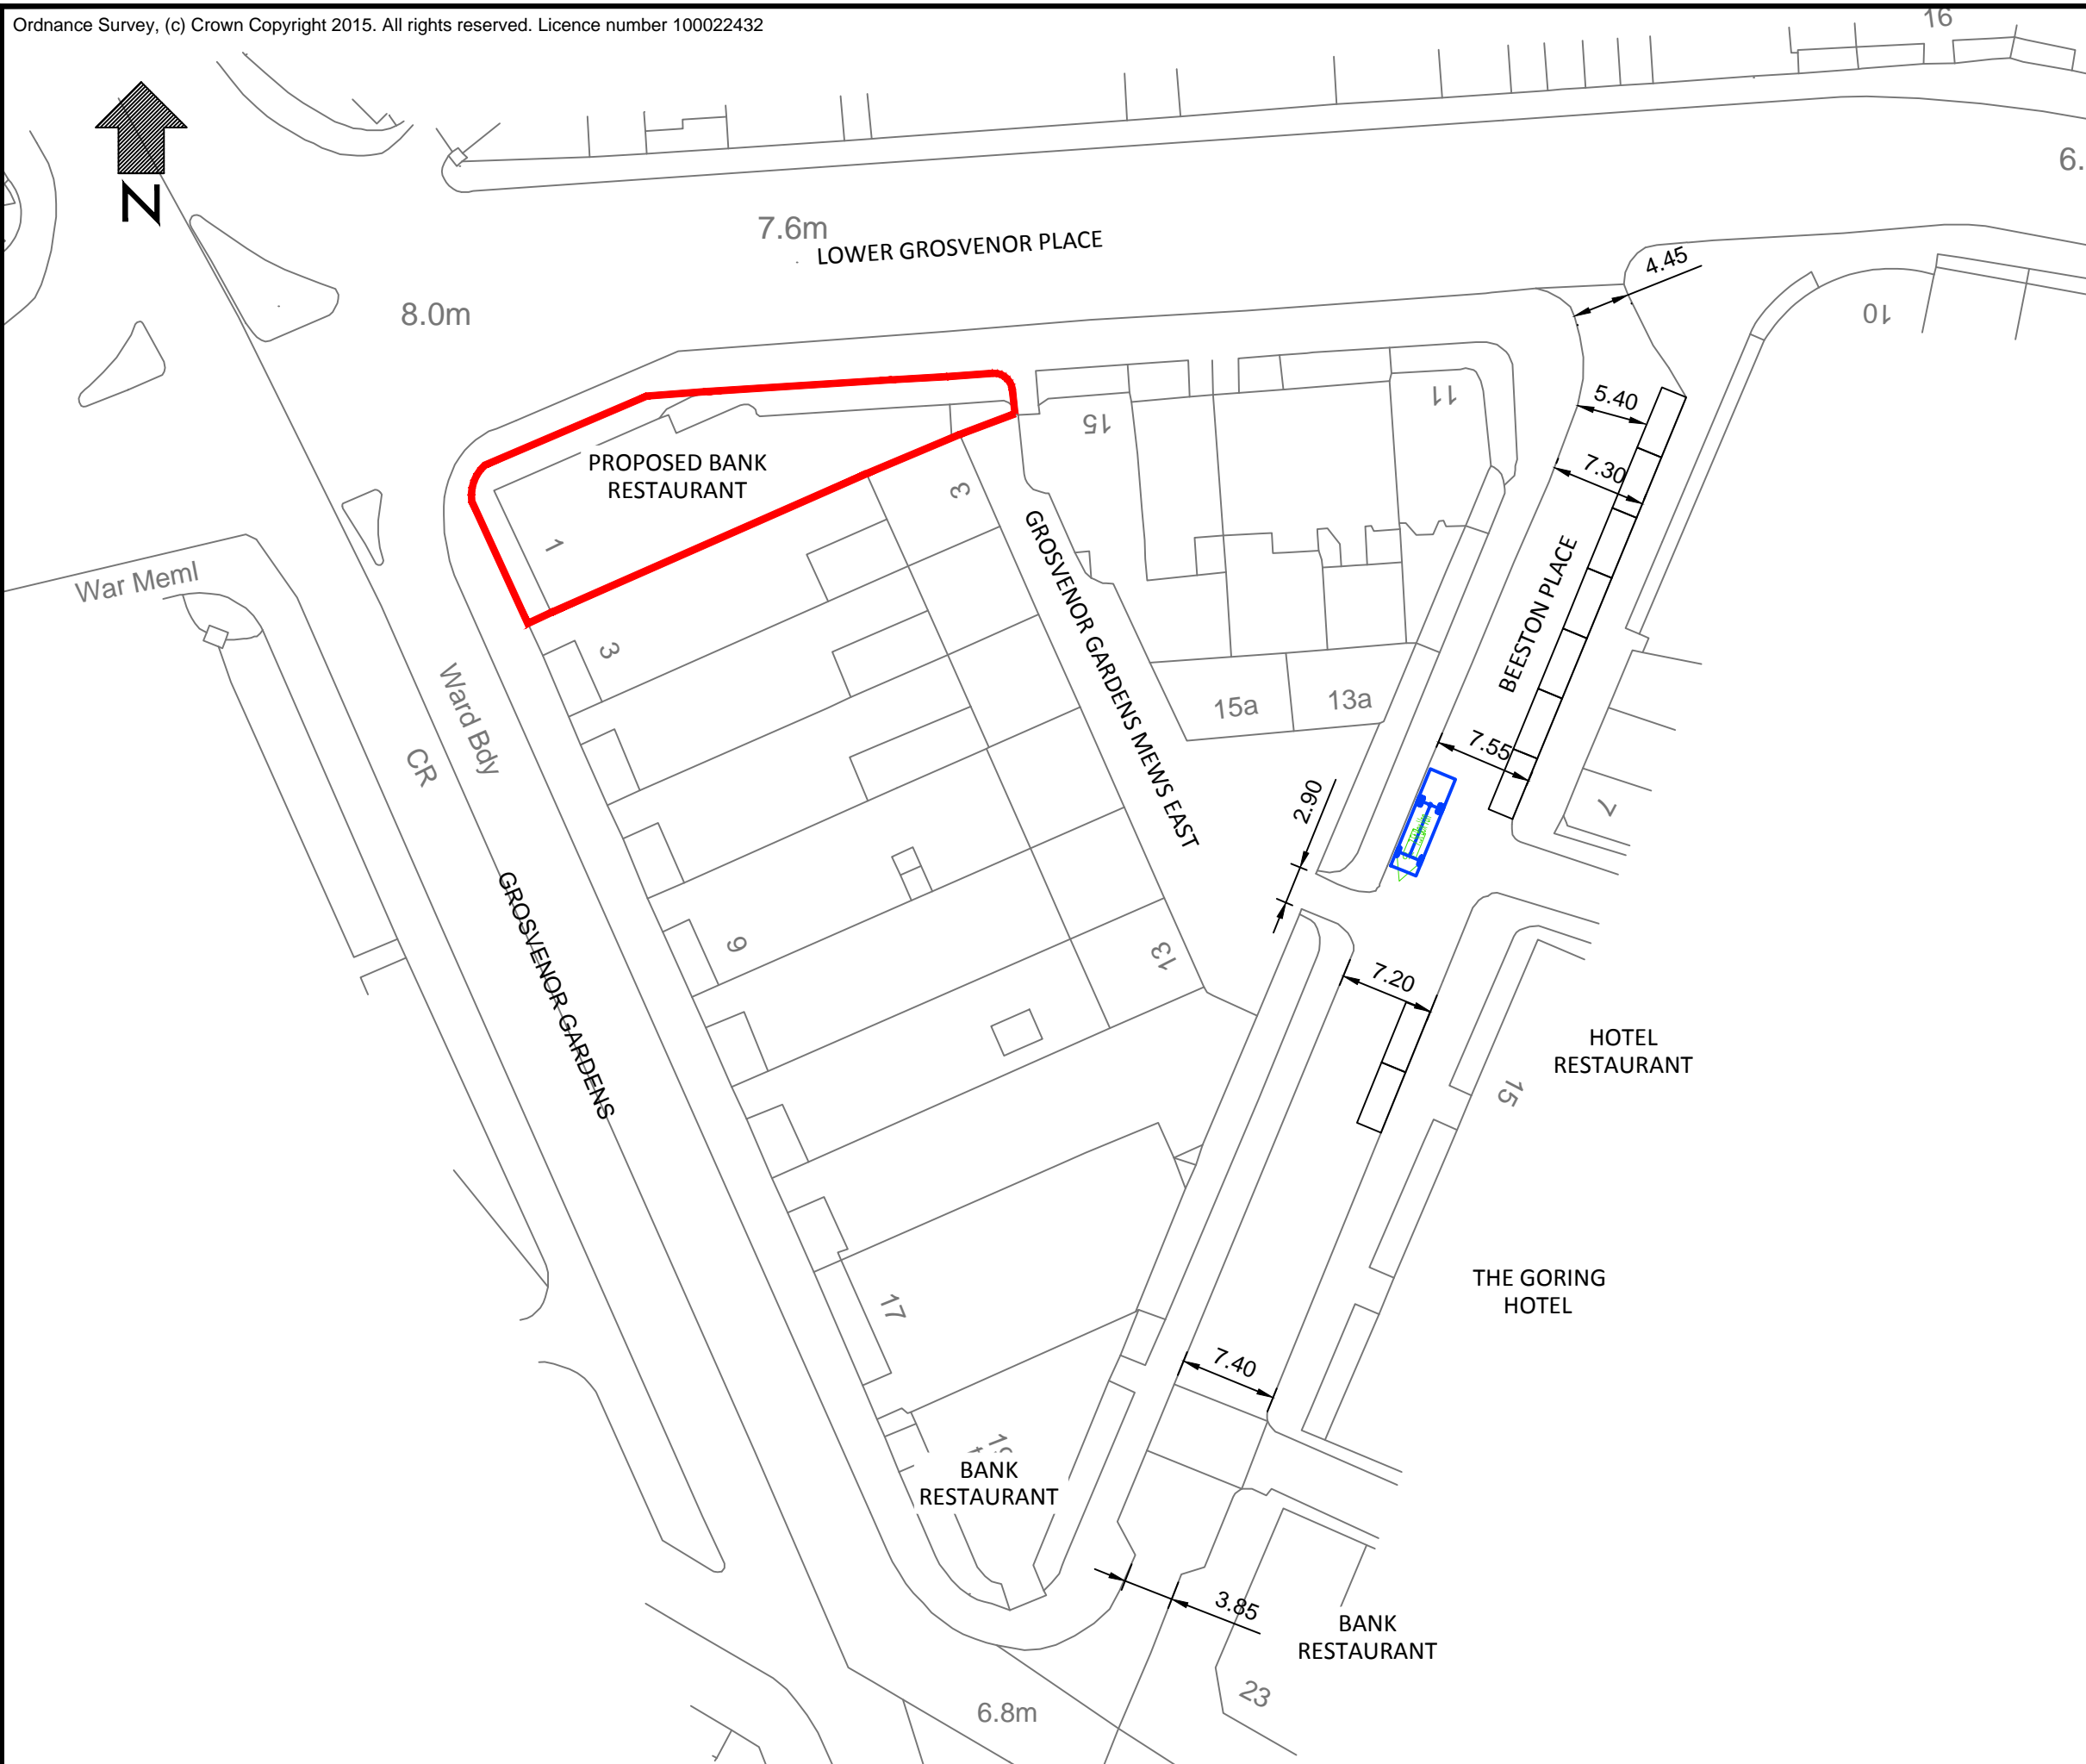 Ordnance Survey, (c) Crown Copyright 2015. All rights reserved. Licence number 100022432
16
N
6.
7.6m
LOWER GROSVENOR PLACE
4.45
8.0m
10
5.40
11
15
PROPOSED BANK
RESTAURANT
7.30
3
1
GROSVENOR GARDENS MEWS EAST
BEESTON PLACE
War Meml
3
Ward Bdy
CR
15a
13a
7.55
2.90
7
GROSVENOR GARDENS
9
13
7.20
HOTEL
RESTAURANT
15
THE GORING
HOTEL
17
7.40
BANK
RESTAURANT
3.85
BANK
RESTAURANT
23
6.8m